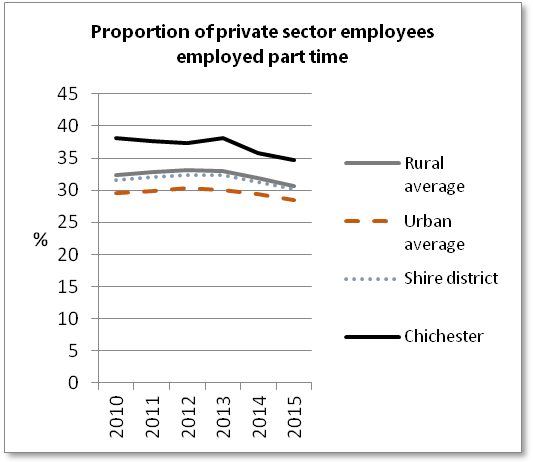 Proportion of private sector employees
employed part time
45
40
35
30
25
20
15
10
5
0
%
2010
2011
2012
2013
2014
2015
Rural
average
Urban
average
Shire district
Chichester